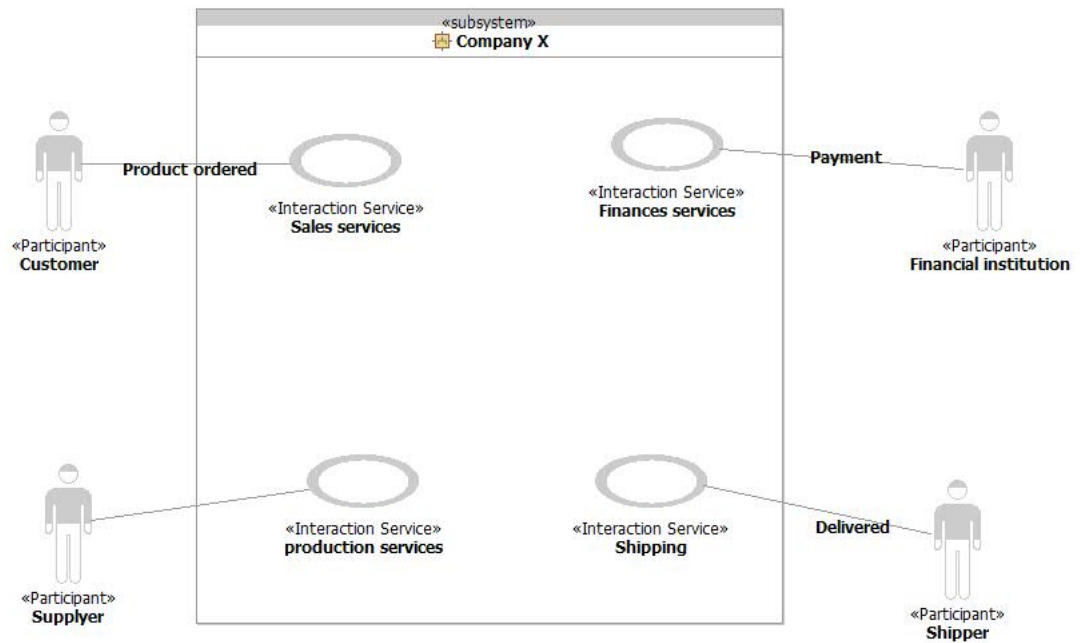 «subsystem»
Company X
Product ordered
Payment
«Interaction Service»
Sales services
«Interaction Service»
Finances services
«Participant»
Customer
«Participant»
Financial institution
«Interaction Service»
production services
«Interaction Service»
Shipping
Delivered
«Participant»
Supplyer
«Participant»
Shipper